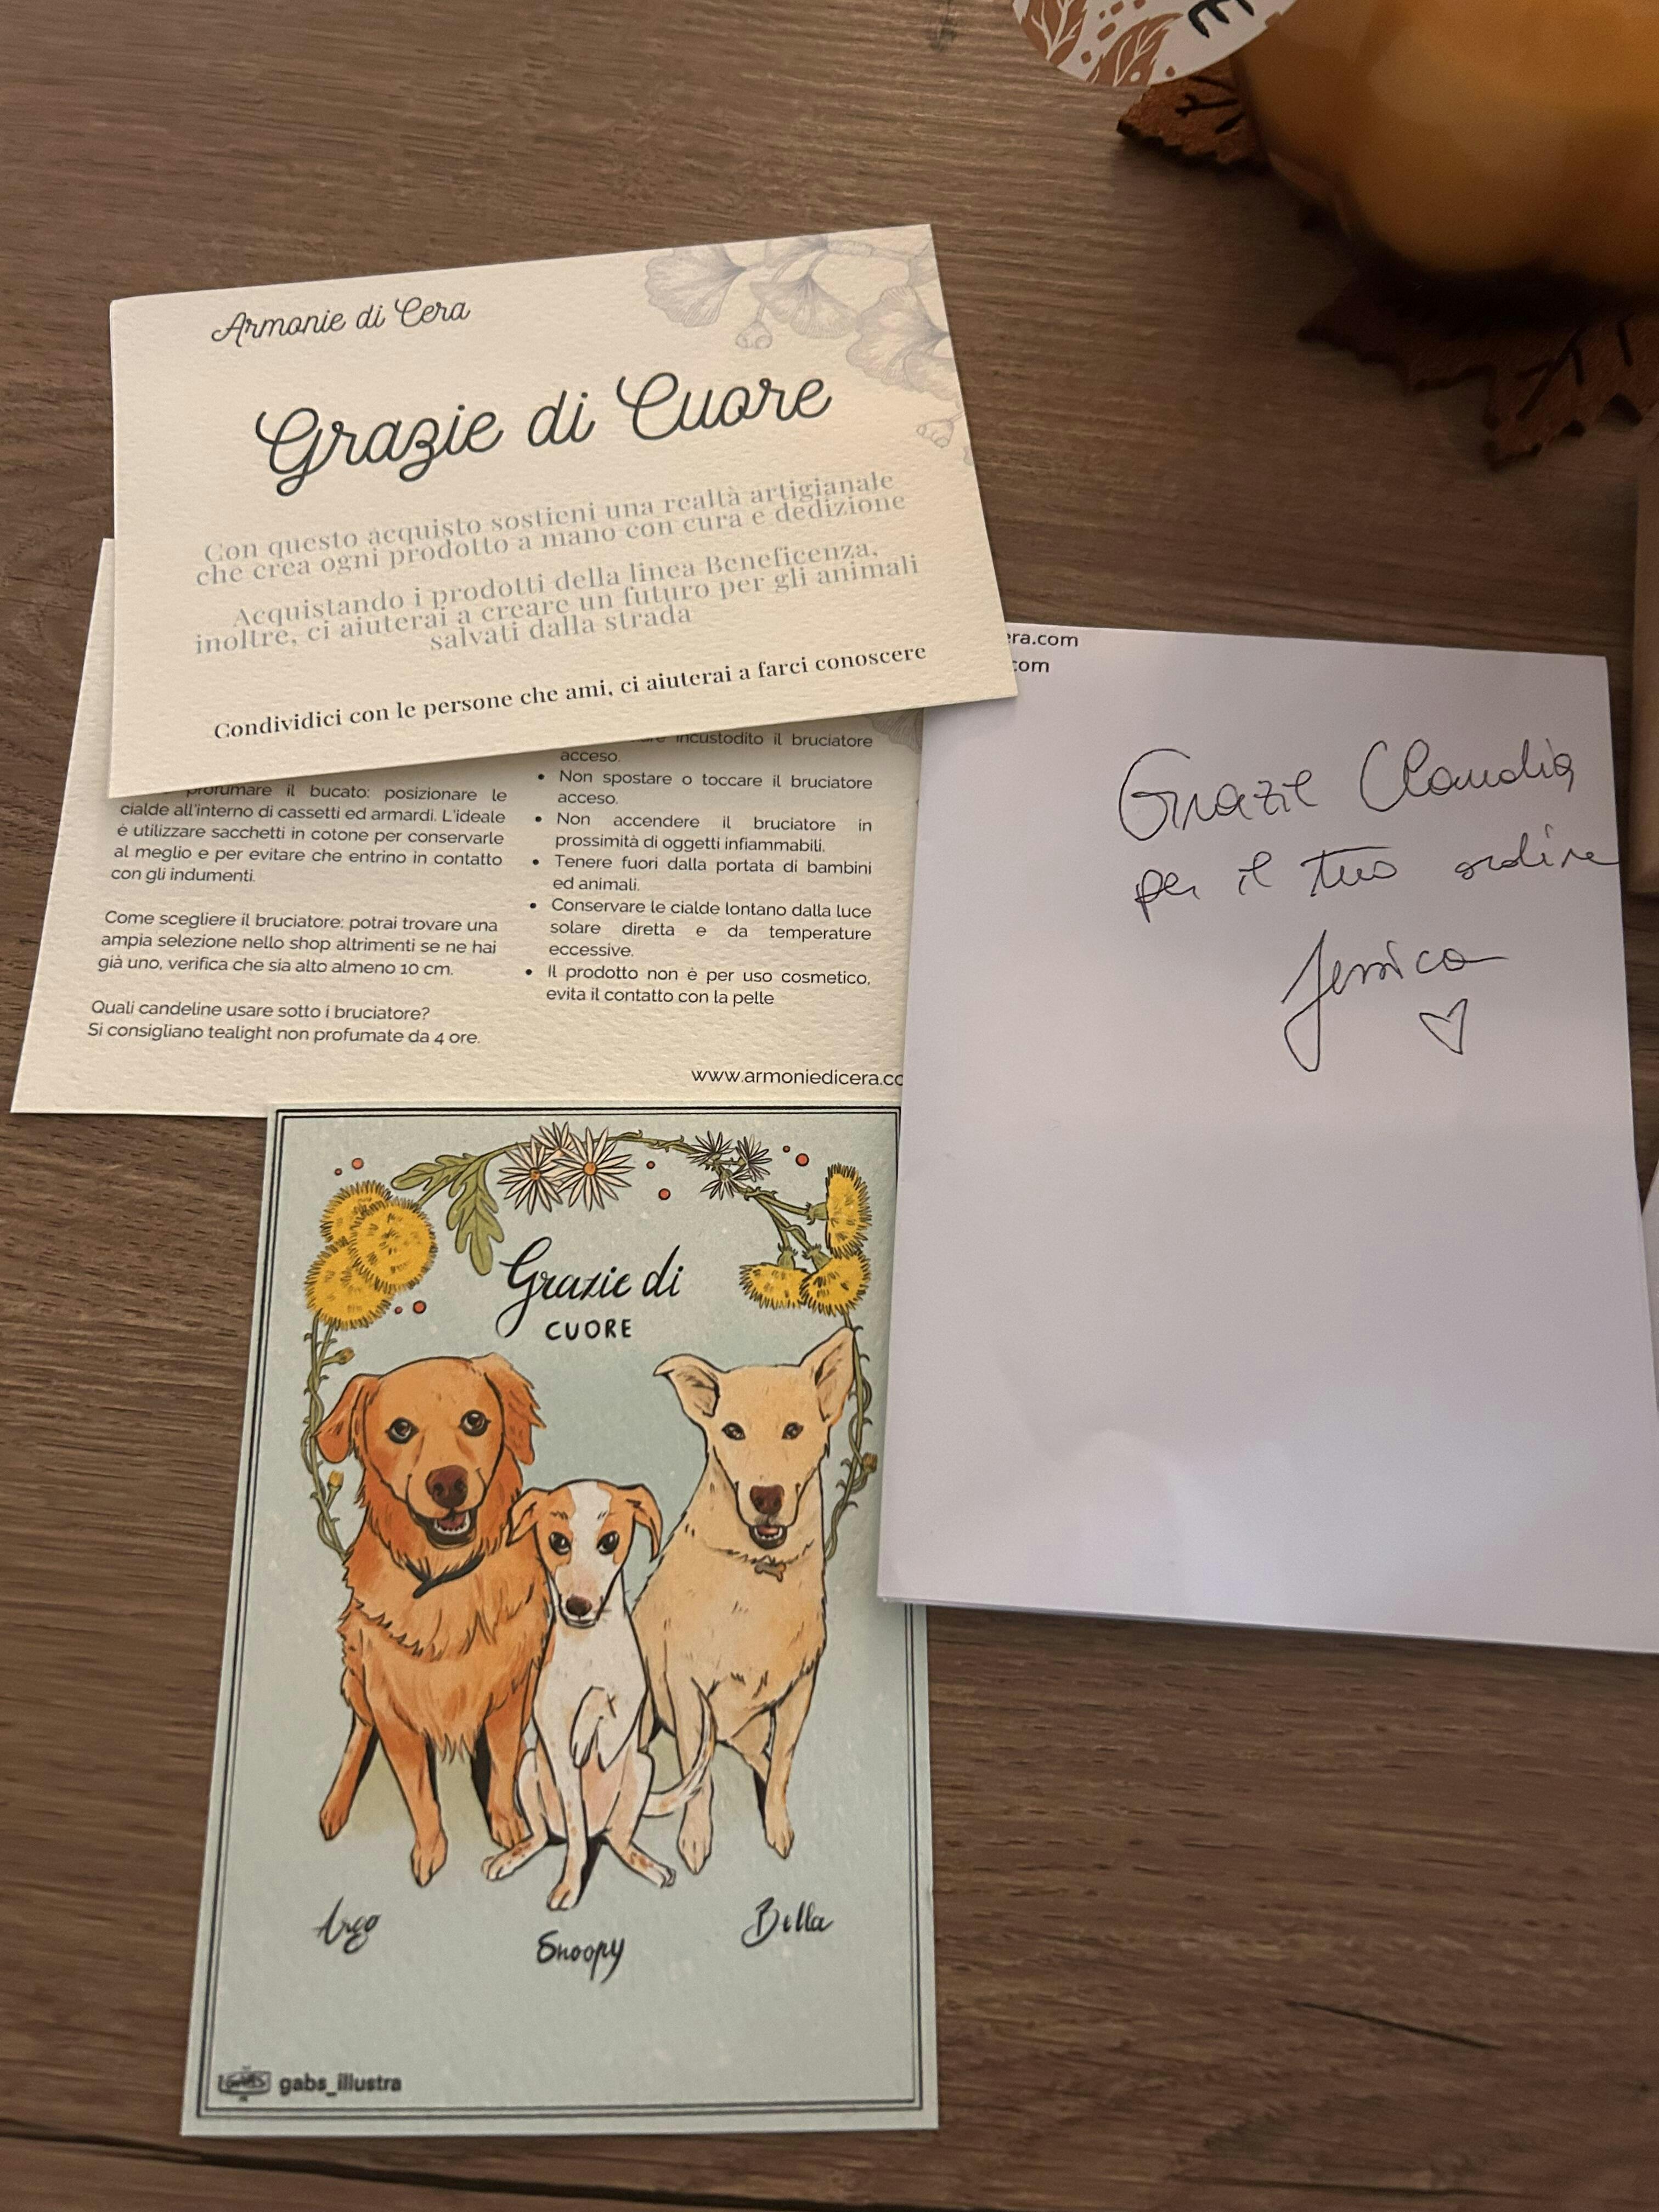 E
Armonie di Cera
Grazie di Cuore
Con questo acquisto sostieni una realtà artigianale
che crea ogni prodotto a mano con cura e dedizione
Acquistando i prodotti della linea Beneficenza,
inoltre, ci aiuterai a creare un futuro per gli animali
salvati dalla strada
Condividici con le persone che ami, ci aiuterai a farci conoscere
profumare il bucato: posizionare le
cialde all'interno di cassetti ed armardi. L'ideale
è utilizzare sacchetti in cotone per conservarle
al meglio e per evitare che entrino in contatto
con gli indumenti.
Come scegliere il bruciatore: potrai trovare una
ampia selezione nello shop altrimenti se ne hai
già uno, verifica che sia alto almeno 10 cm.
Quali candeline usare sotto i bruciatore?
Si consigliano tealight non profumate da 4 ore.
incustodito il bruciatore
acceso.
• Non spostare o toccare il bruciatore
acceso.
• Non accendere il bruciatore in
prossimità di oggetti infiammabili.
• Tenere fuori dalla portata di bambini
ed animali.
• Conservare le cialde lontano dalla luce
solare diretta e da temperature
eccessive.
• Il prodotto non è per uso cosmetico,
evita il contatto con la pelle
www.armoniedicera.co
era.com
.com
Grazie Claudia
per il tuo ordine
Jessica
Grazie di
CUORE
Argo
Snoopy
Bella
gabs_illustra